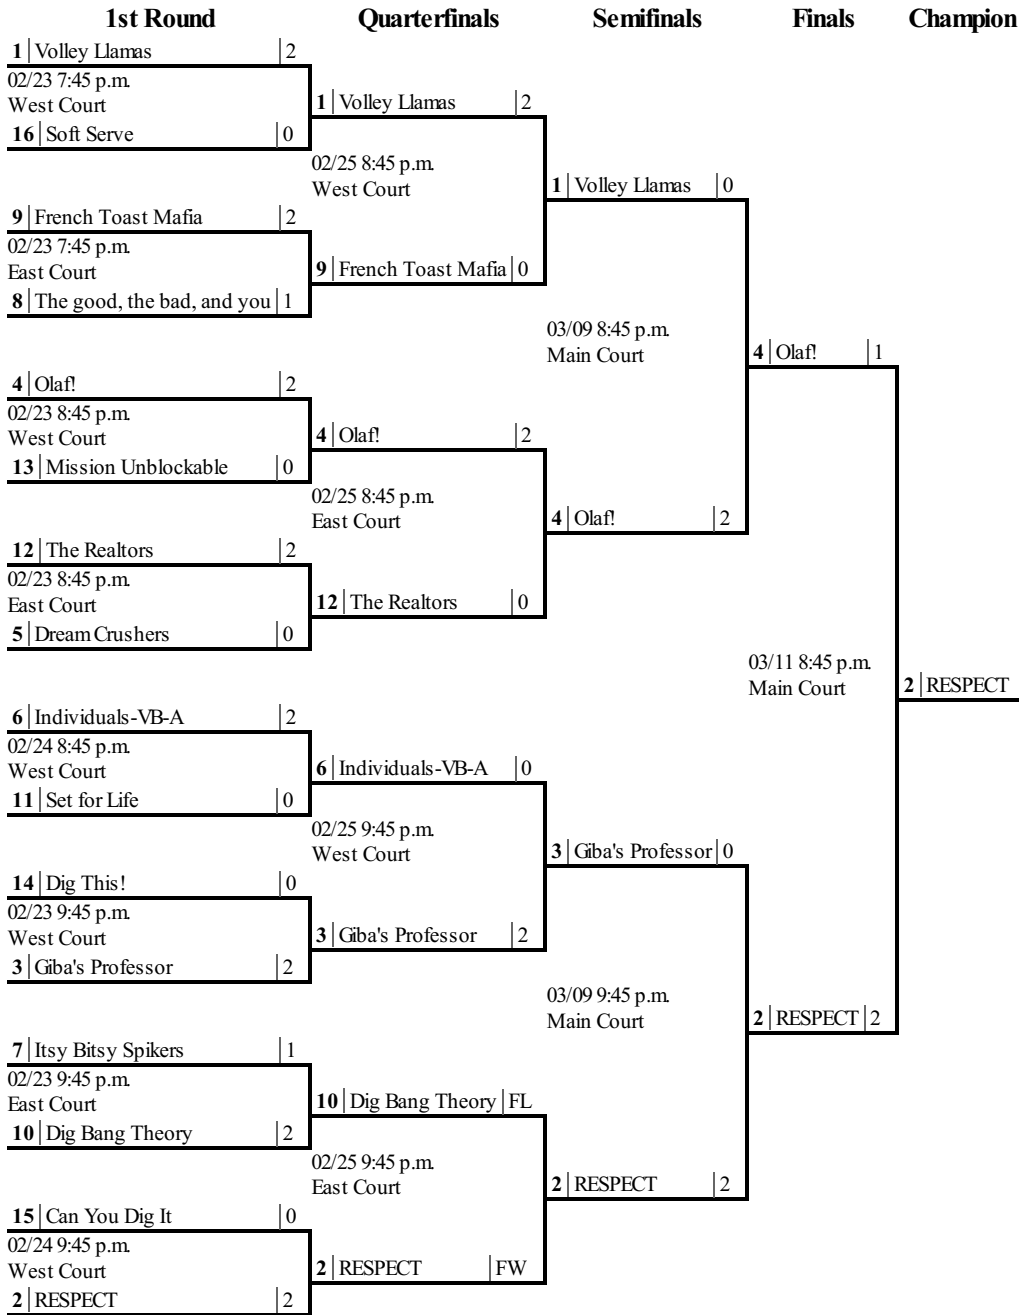 1st Round Quarterfinals Semifinals Finals Champion
1 Volley Llamas 2
02/23 7:45 p.m.
West Court
16 Soft Serve 0
1 Volley Llamas 2
02/25 8:45 p.m.
West Court
9 French Toast Mafia 2
02/23 7:45 p.m.
East Court
8 The good, the bad, and you 1
9 French Toast Mafia 0
1 Volley Llamas 0
03/09 8:45 p.m.
Main Court
4 Olaf! 2
02/23 8:45 p.m.
West Court
13 Mission Unblockable 0
4 Olaf! 2
02/25 8:45 p.m.
East Court
12 The Realtors 2
02/23 8:45 p.m.
East Court
5 Dream Crushers 0
12 The Realtors 0
4 Olaf! 2
4 Olaf! 1
03/11 8:45 p.m.
Main Court
2 RESPECT
6 Individuals-VB-A 2
02/24 8:45 p.m.
West Court
11 Set for Life 0
6 Individuals-VB-A 0
02/25 9:45 p.m.
West Court
14 Dig This! 0
02/23 9:45 p.m.
West Court
3 Giba's Professor 2
3 Giba's Professor 2
3 Giba's Professor 0
03/09 9:45 p.m.
Main Court
2 RESPECT 2
7 Itsy Bitsy Spikers 1
02/23 9:45 p.m.
East Court
10 Dig Bang Theory 2
10 Dig Bang Theory FL
02/25 9:45 p.m.
East Court
2 RESPECT 2
15 Can You Dig It 0
02/24 9:45 p.m.
West Court
2 RESPECT 2
2 RESPECT FW